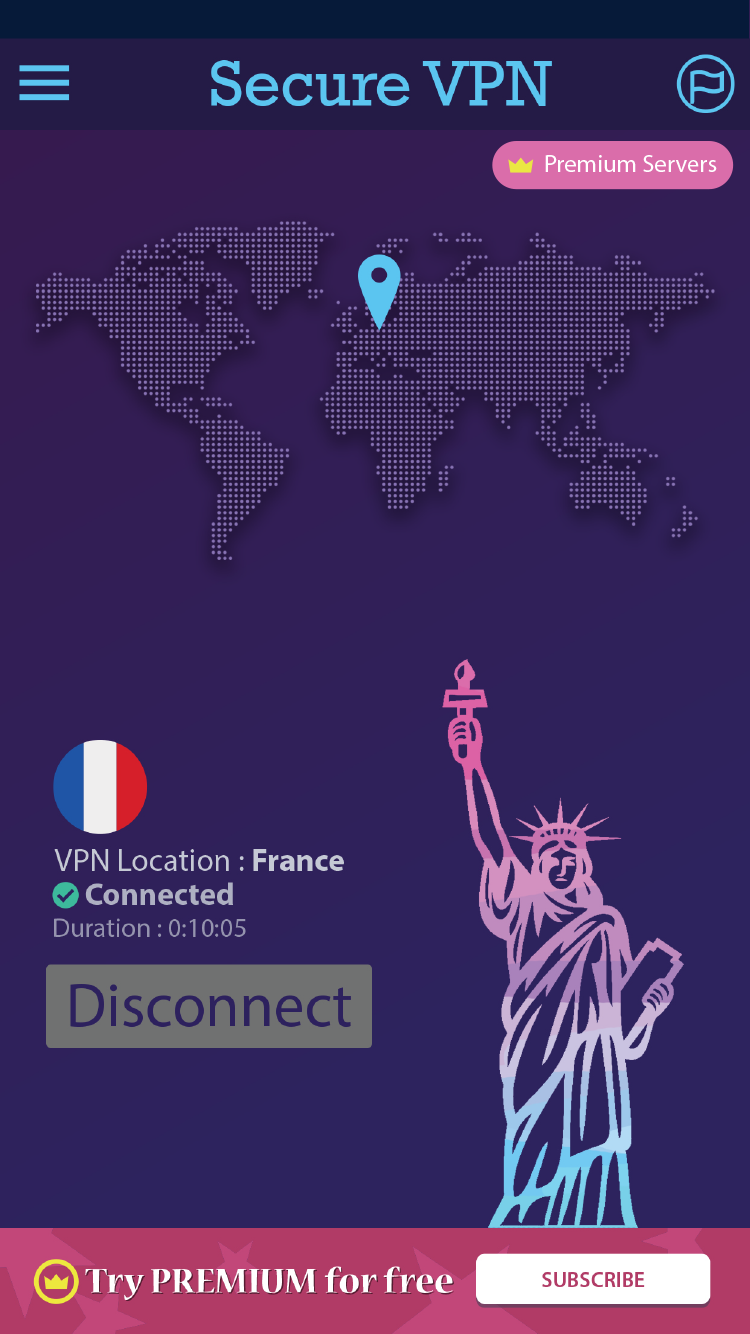 Secure VPN
Premium Servers
VPN Location : France
Connected
Duration : 0:10:05
Disconnect
Try PREMIUM for free
SUBSCRIBE